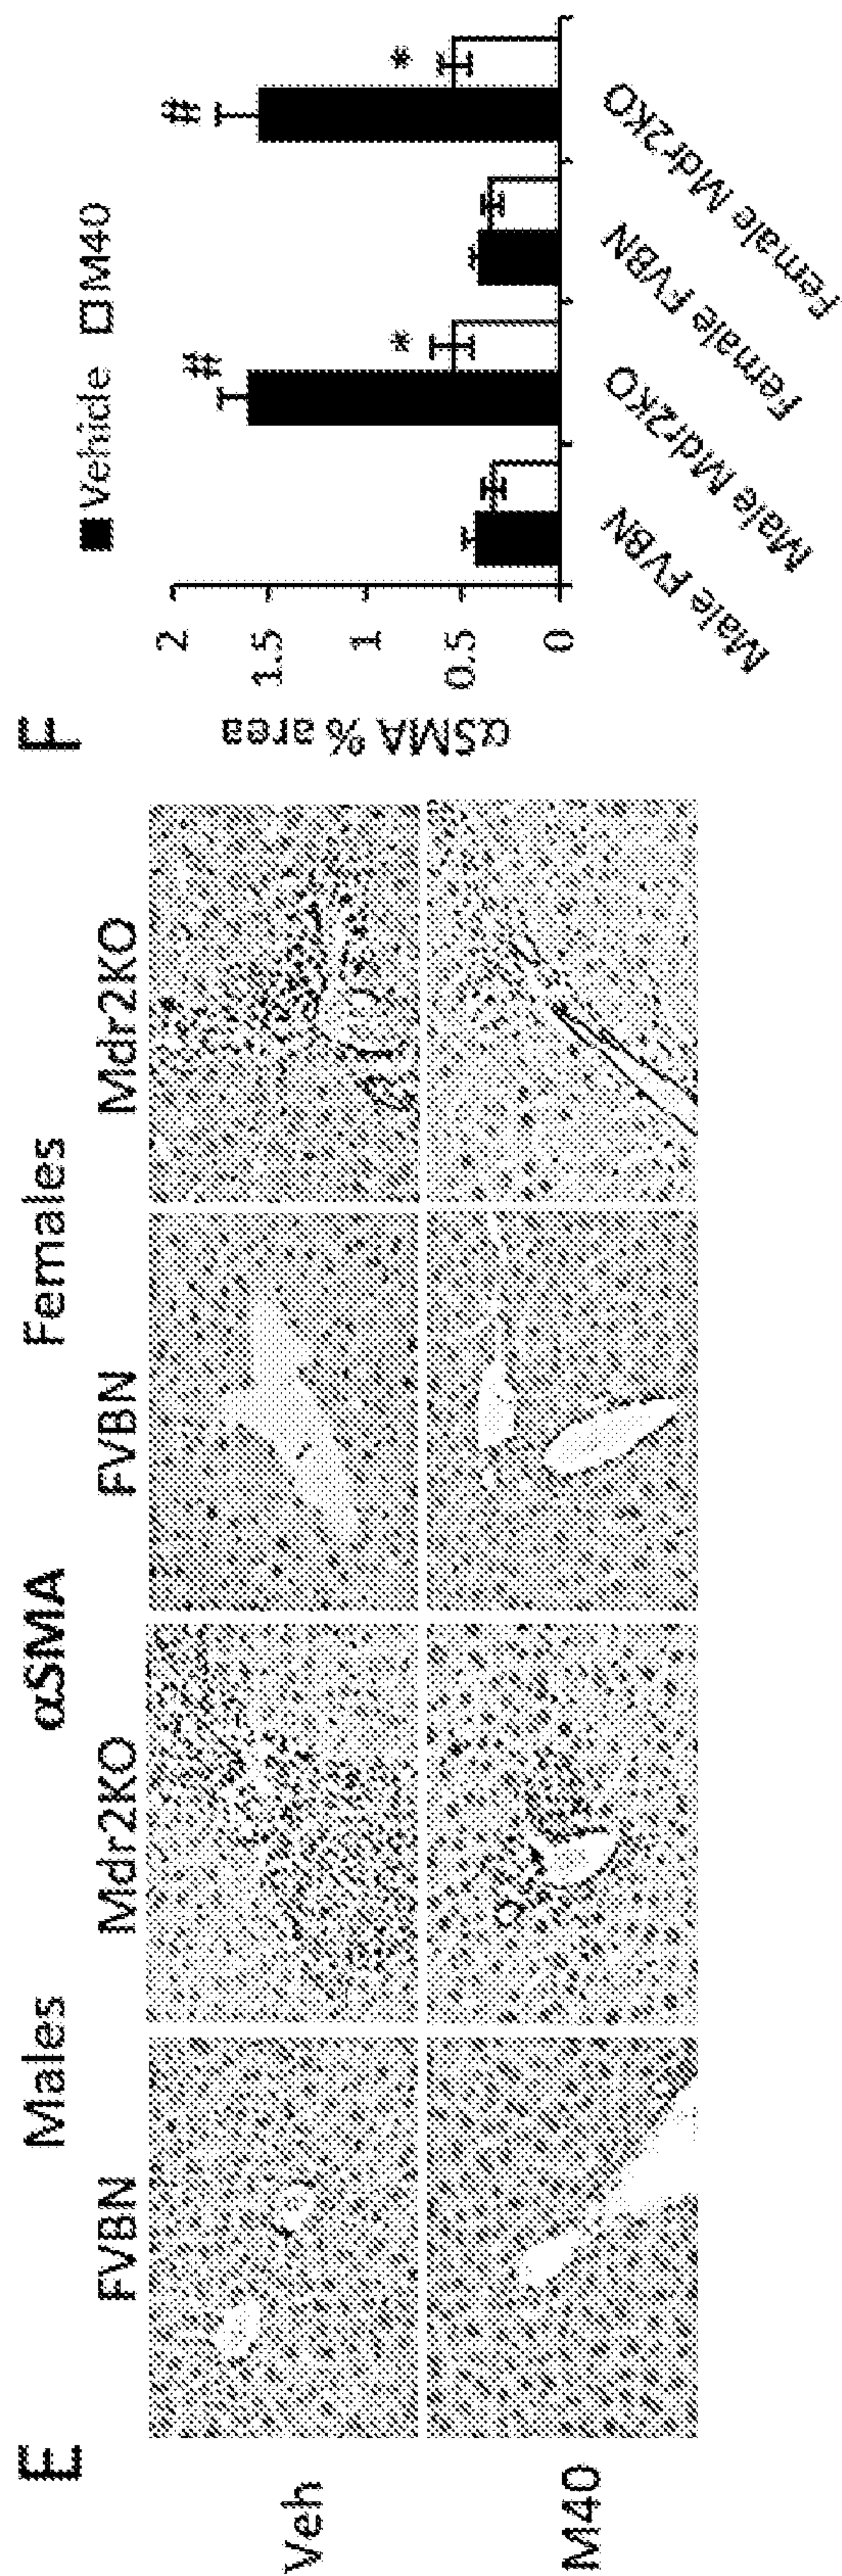 E
αSMA
Males
Females
FVBN
Mdr2KO
FVBN
Mdr2KO
Veh
M40
F
Vehicle
M40
αSMA % area
2
1.5
1
0.5
0
#
*
#
*
Male FVBN
Male Mdr2KO
Female FVBN
Female Mdr2KO